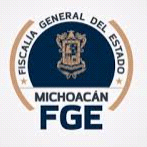 FISCALÍA GENERAL DEL ESTADO
MICHOACÁN
FGE